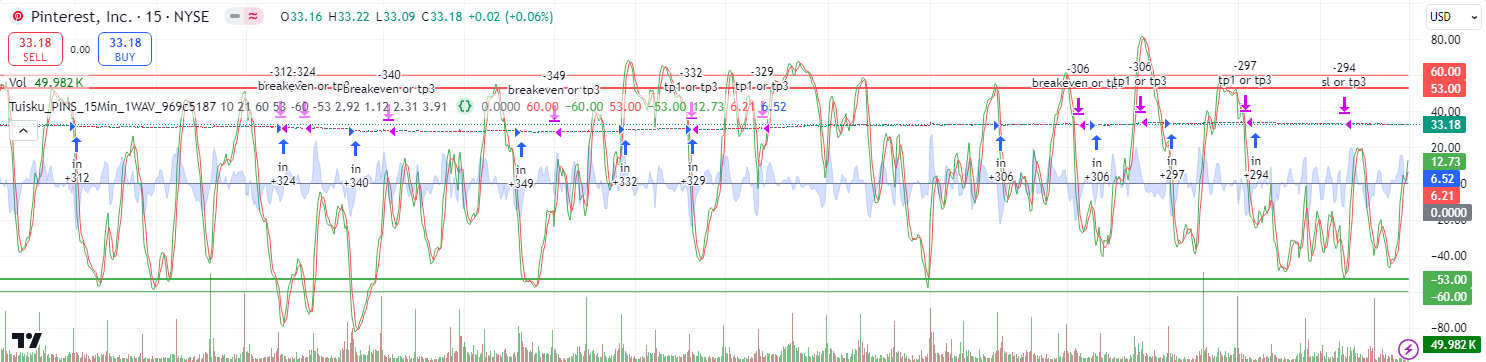 Pinterest, Inc. · 15 · NYSE O33.16 H33.22 L33.09 C33.18 +0.02 (+0.06%)
USD
33.18 SELL
0.00
33.18 BUY
80.00
Vol 49.982 K
Tuisku_PINS_15Min_1WAV_969c5187 10 21 60 53 -60 -53 2.92 1.12 2.31 3.91 0.0000 60.00 −60.00 53.00 −53.00 12.73 6.21 6.52
-312 -324
breakeven or tp3
-340
breakeven or tp3
-349
breakeven or tp3
-332
tp1 or tp3
-329
tp1 or tp3
-306
breakeven or tp
-306
tp1 or tp3
-297
tp1 or tp3
-294
sl or tp3
in
+312
in
+324
in
+340
in
+349
in
+332
in
+329
in
+306
in
+306
in
+297
in
+294
60.00
53.00
40.00
33.18
20.00
12.73
6.52
6.21
0.0000
−20.00
−40.00
−53.00
−60.00
−80.00
49.982 K